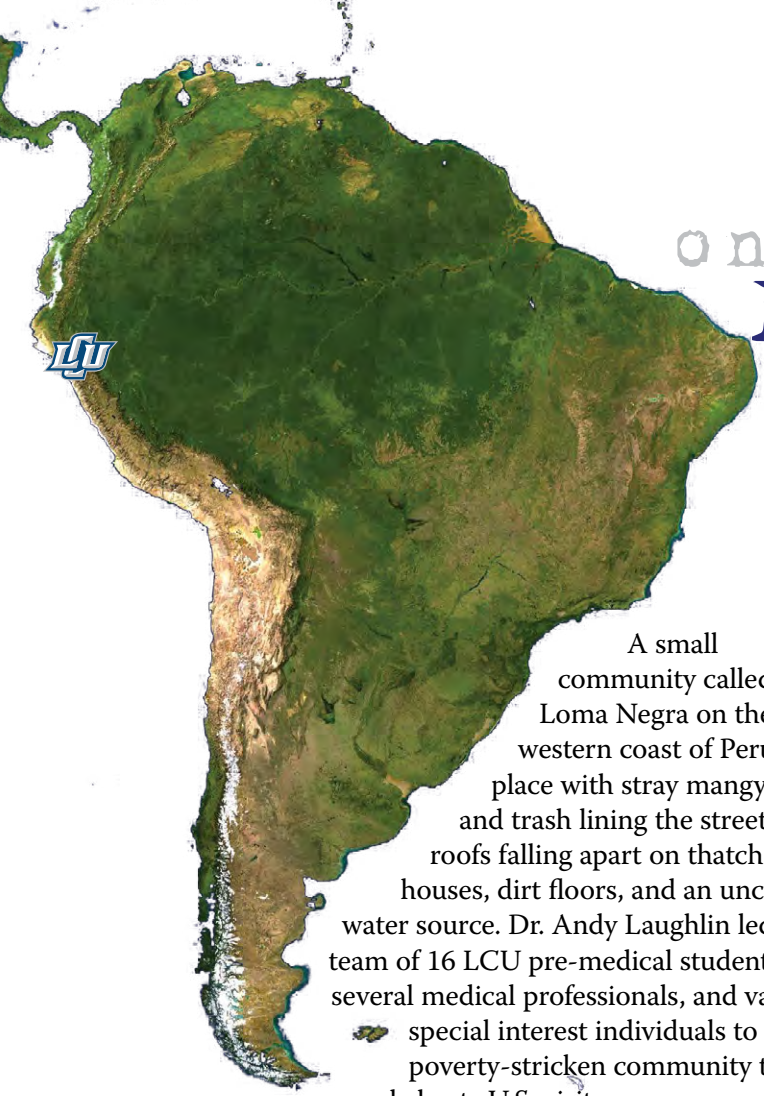 on
LCU
A small
community called
Loma Negra on the
western coast of Peru
place with stray mangy
and trash lining the street
roofs falling apart on thatch
houses, dirt floors, and an unc
water source. Dr. Andy Laughlin led
team of 16 LCU pre-medical student
several medical professionals, and va
special interest individuals to
poverty-stricken community t